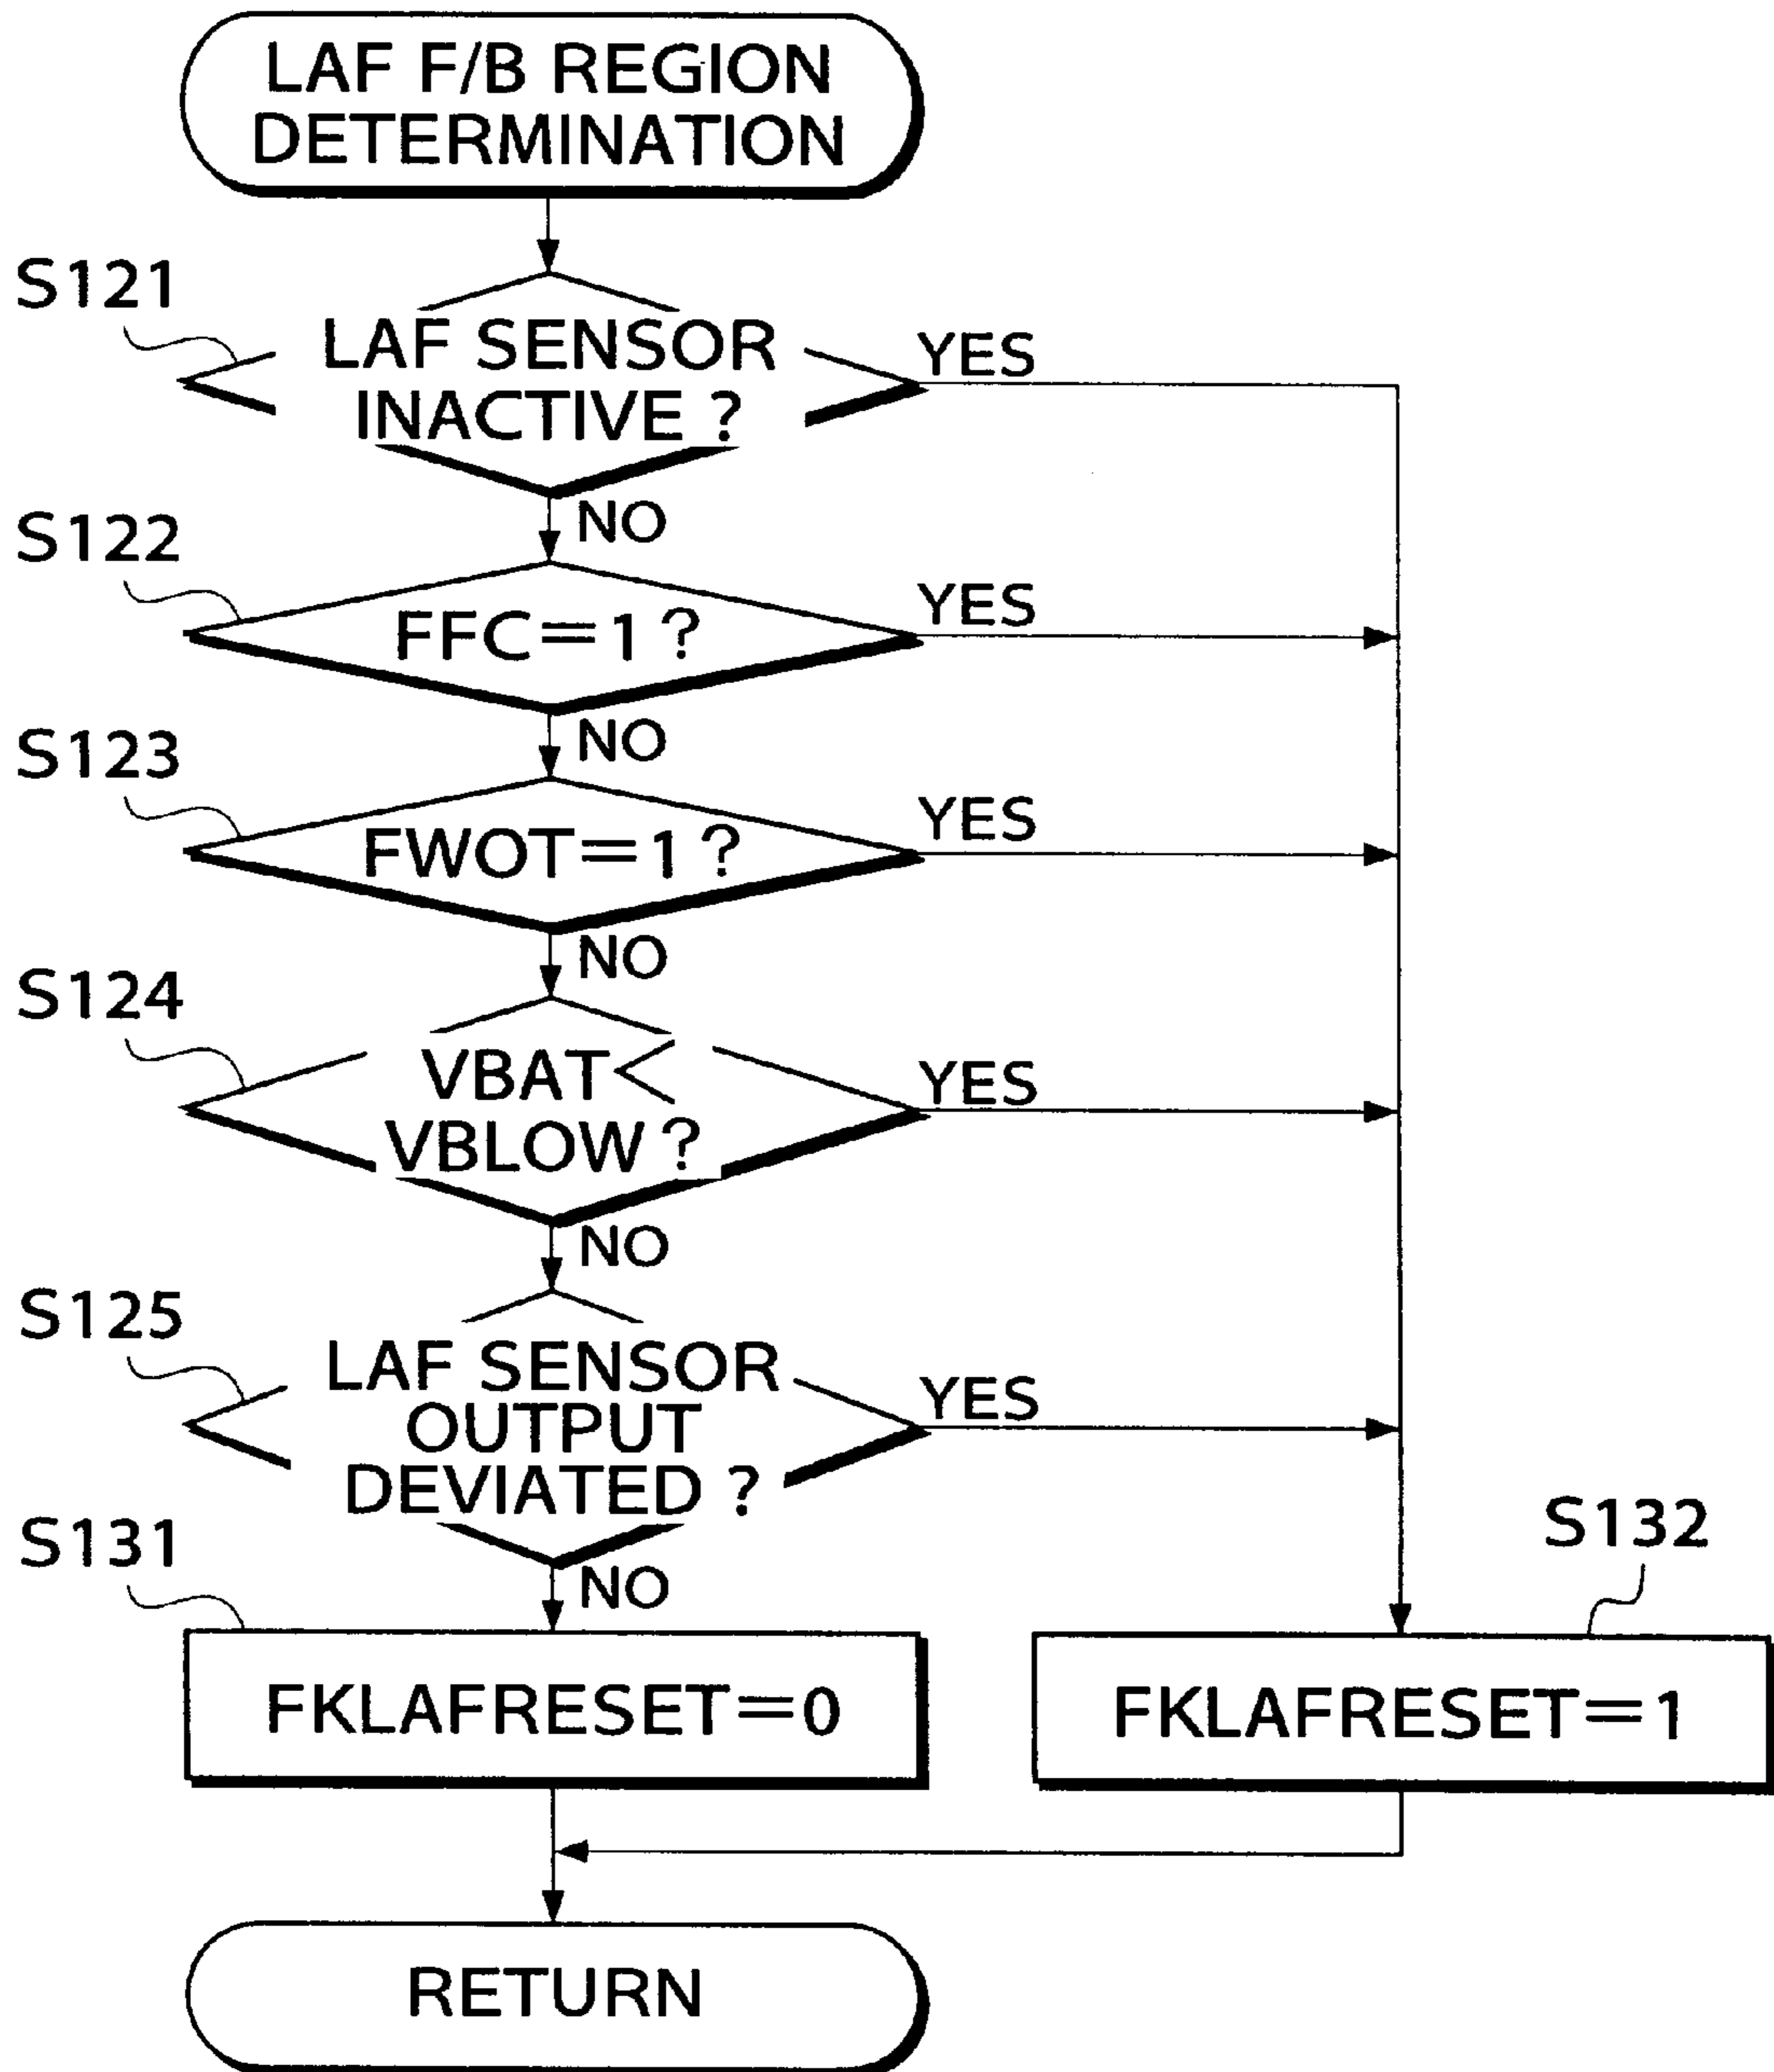 LAF F/B REGION
DETERMINATION
S121
LAF SENSOR
INACTIVE ?
YES
NO
S122
FFC=1 ?
YES
NO
S123
FWOT=1 ?
YES
NO
S124
VBAT<
VBLOW ?
YES
NO
S125
LAF SENSOR
OUTPUT
DEVIATED ?
YES
NO
S131
FKLAFRESET=0
S132
FKLAFRESET=1
RETURN